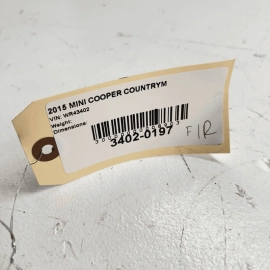 2015 MINI COOPER COUNTRYM
VIN: WR43402
Weight:
Dimensions:
3402-0197
F/R